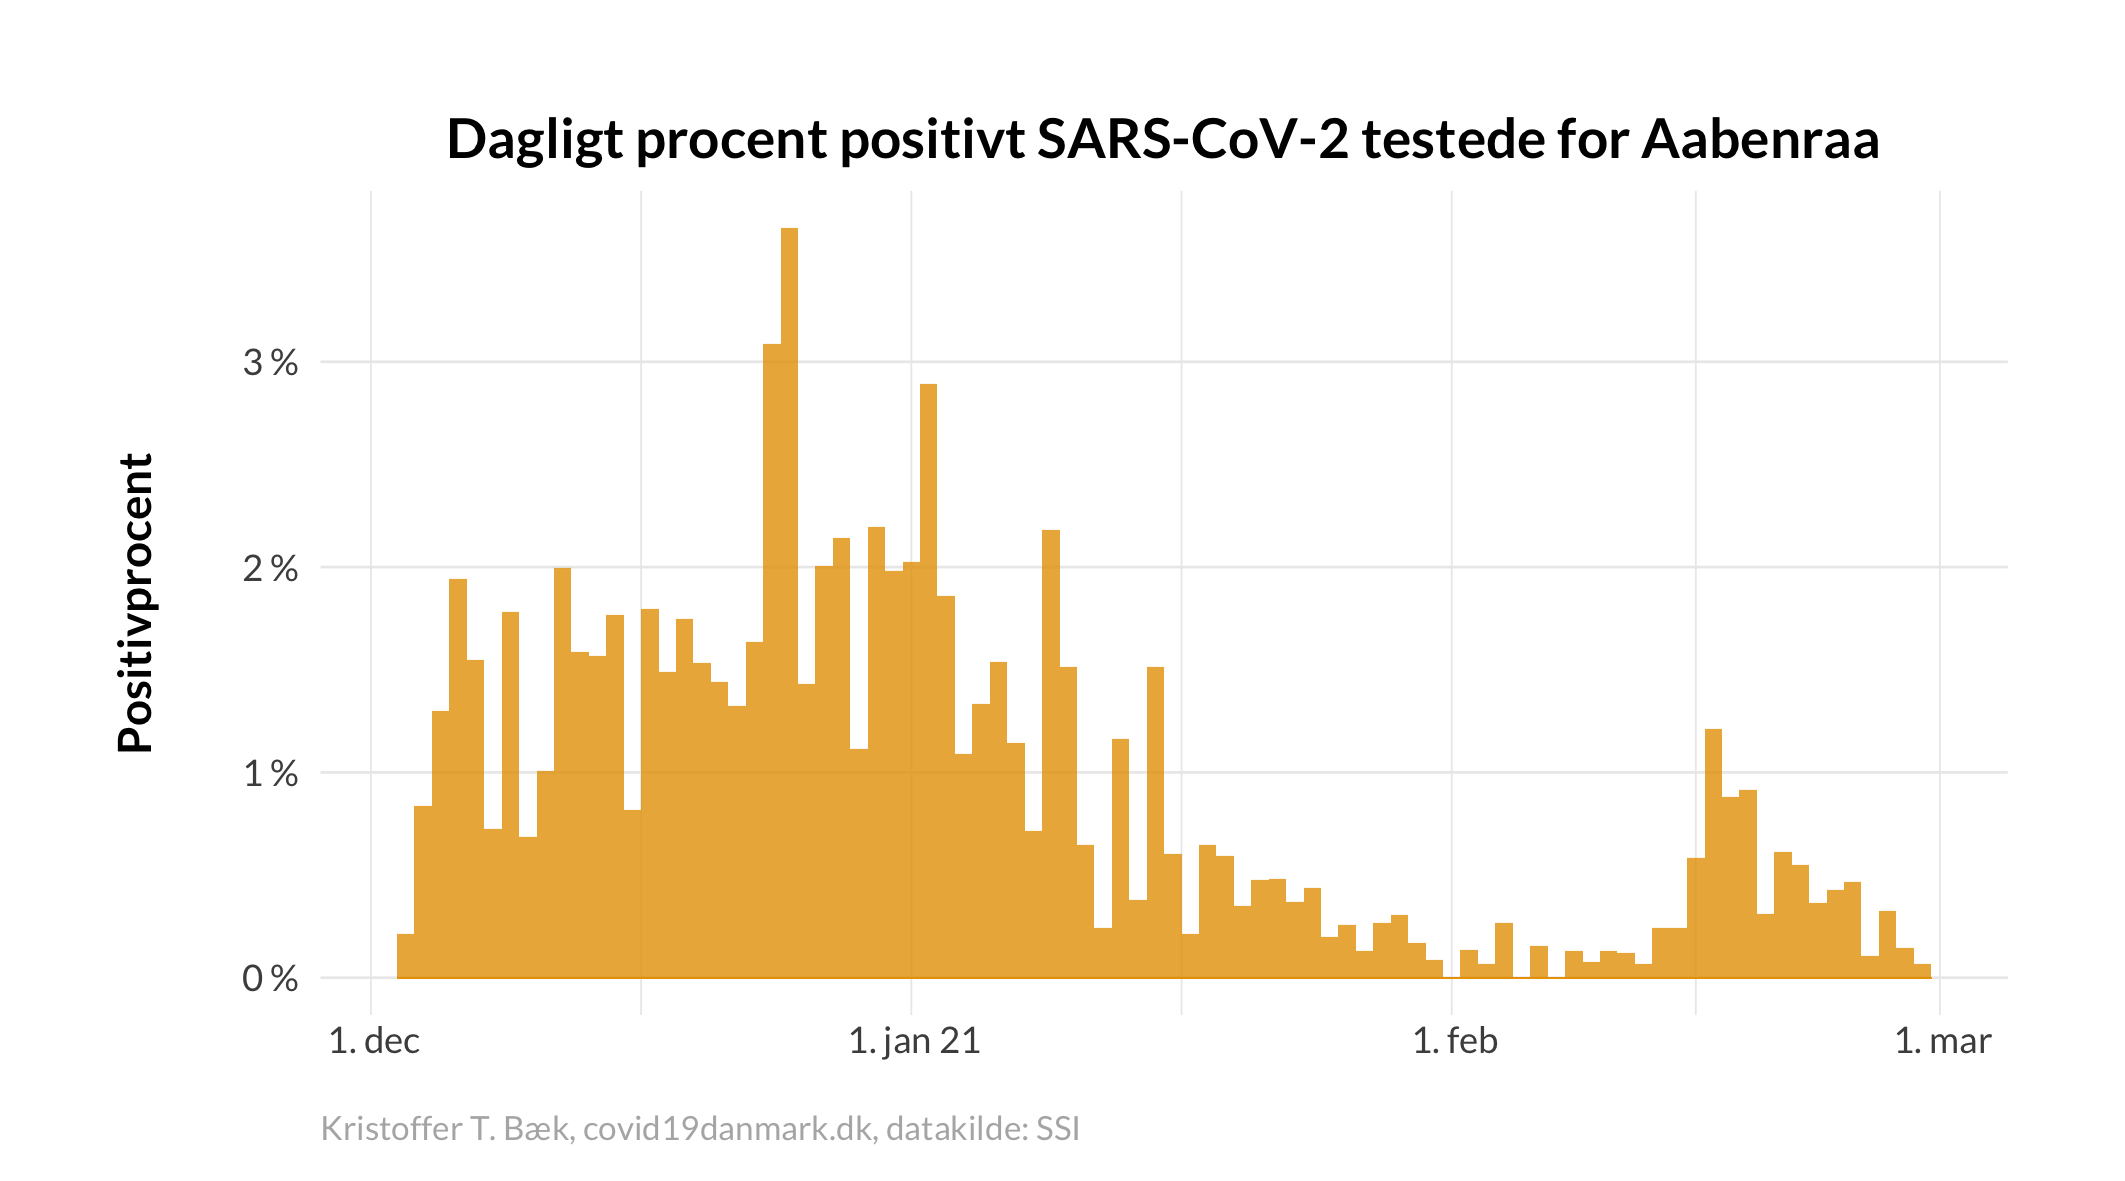 Dagligt procent positivt SARS-CoV-2 testede for Aabenraa
Positivprocent
3 %
2 %
1 %
0 %
1. dec
1. jan 21
1. feb
1. mar
Kristoffer T. Bæk, covid19danmark.dk, datakilde: SSI